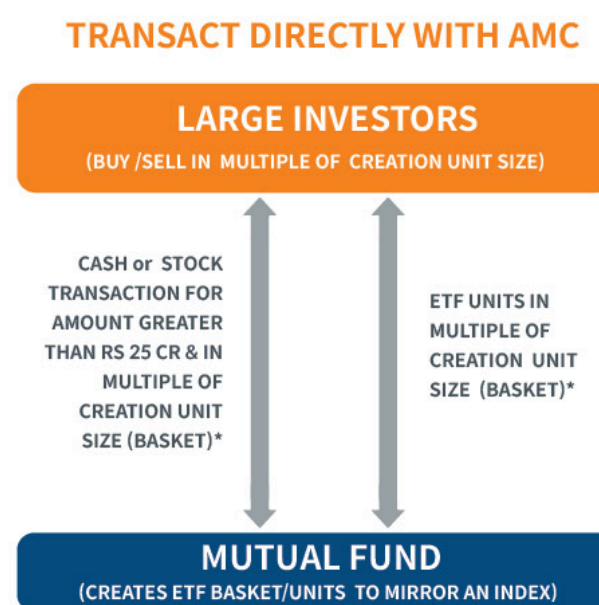 TRANSACT DIRECTLY WITH AMC
LARGE INVESTORS
(BUY /SELL IN MULTIPLE OF CREATION UNIT SIZE)
CASH or STOCK
TRANSACTION FOR
AMOUNT GREATER
THAN RS 25 CR & IN
MULTIPLE OF
CREATION UNIT
SIZE (BASKET)*
ETF UNITS IN
MULTIPLE OF
CREATION UNIT
SIZE (BASKET)*
MUTUAL FUND
(CREATES ETF BASKET/UNITS TO MIRROR AN INDEX)